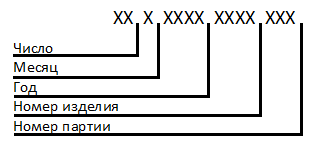 XX X XXXX XXXX XXX
Число
Месяц
Год
Номер изделия
Номер партии